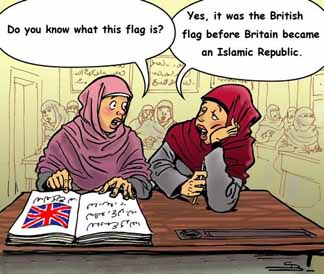 Do you know what this flag is?
Yes, it was the British
flag before Britain became
an Islamic Republic.